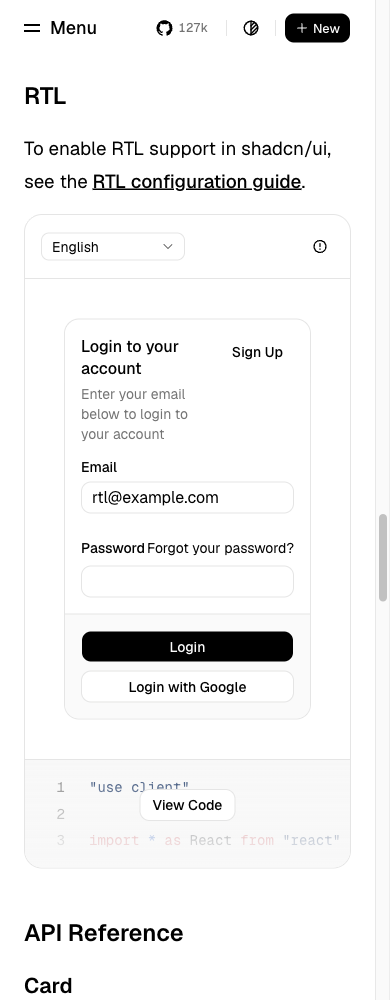 Menu 127k + New
RTL
To enable RTL support in shadcn/ui,
see the RTL configuration guide.
English
Login to your
account
Sign Up
Enter your email
below to login to
your account
Email
rtl@example.com
Password Forgot your password?
Login
Login with Google
1 "use client"
2
View Code
3 import * as React from "react"
API Reference
Card